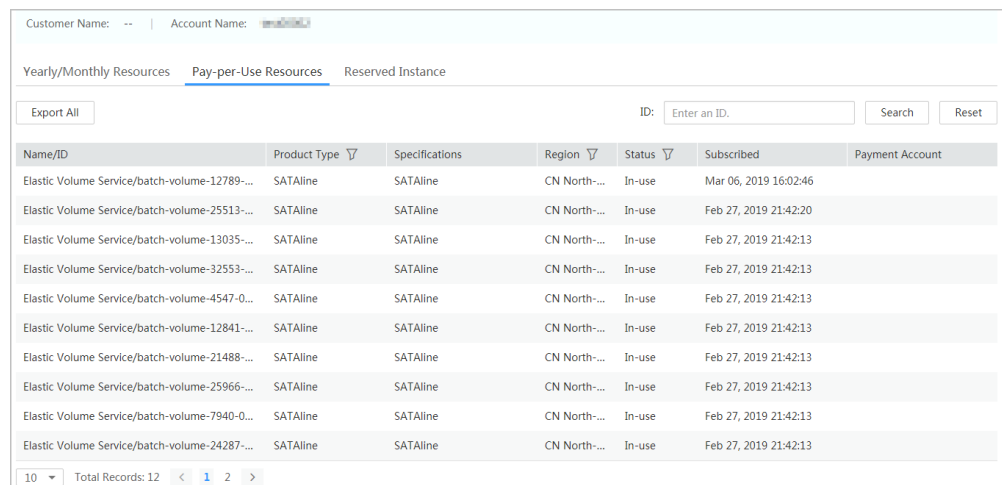 Customer Name: -- | Account Name:
Yearly/Monthly Resources Pay-per-Use Resources Reserved Instance
Export All ID: Enter an ID. Search Reset
Name/ID Product Type Specifications Region Status Subscribed Payment Account
Elastic Volume Service/batch-volume-12789-... SATAline SATAline CN North-... In-use Mar 06, 2019 16:02:46
Elastic Volume Service/batch-volume-25513-... SATAline SATAline CN North-... In-use Feb 27, 2019 21:42:20
Elastic Volume Service/batch-volume-13035-... SATAline SATAline CN North-... In-use Feb 27, 2019 21:42:13
Elastic Volume Service/batch-volume-32553-... SATAline SATAline CN North-... In-use Feb 27, 2019 21:42:13
Elastic Volume Service/batch-volume-4547-0... SATAline SATAline CN North-... In-use Feb 27, 2019 21:42:13
Elastic Volume Service/batch-volume-12841-... SATAline SATAline CN North-... In-use Feb 27, 2019 21:42:13
Elastic Volume Service/batch-volume-21488-... SATAline SATAline CN North-... In-use Feb 27, 2019 21:42:13
Elastic Volume Service/batch-volume-25966-... SATAline SATAline CN North-... In-use Feb 27, 2019 21:42:13
Elastic Volume Service/batch-volume-7940-0... SATAline SATAline CN North-... In-use Feb 27, 2019 21:42:13
Elastic Volume Service/batch-volume-24287-... SATAline SATAline CN North-... In-use Feb 27, 2019 21:42:13
10 Total Records: 12 < 1 2 >